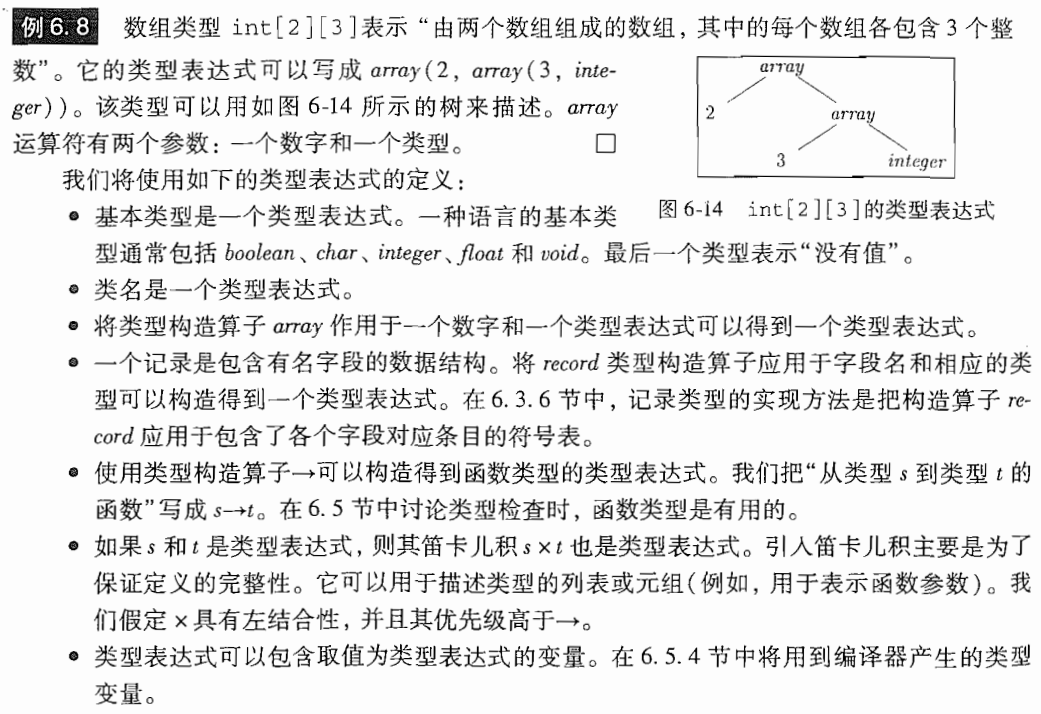 例 6.8 数组类型 int[2][3]表示“由两个数组组成的数组，其中的每个数组各包含 3 个整
数”。它的类型表达式可以写成 array(2, array(3, inte-
ger))。该类型可以用如图 6-14 所示的树来描述。array
运算符有两个参数：一个数字和一个类型。 □
array
2 array
3 integer
图 6-14 int[2][3]的类型表达式
我们将使用如下的类型表达式的定义：
• 基本类型是一个类型表达式。一种语言的基本类
型通常包括 boolean、char、integer、float 和 void。最后一个类型表示“没有值”。
• 类名是一个类型表达式。
• 将类型构造算子 array 作用于一个数字和一个类型表达式可以得到一个类型表达式。
• 一个记录是包含有名字段的数据结构。将 record 类型构造算子应用于字段名和相应的类
型可以构造得到一个类型表达式。在 6.3.6 节中，记录类型的实现方法是把构造算子 re-
cord 应用于包含了各个字段对应条目的符号表。
• 使用类型构造算子→可以构造得到函数类型的类型表达式。我们把“从类型 s 到类型 t 的
函数”写成 s→t。在 6.5 节中讨论类型检查时，函数类型是有用的。
• 如果 s 和 t 是类型表达式，则其笛卡儿积 s×t 也是类型表达式。引入笛卡儿积主要是为了
保证定义的完整性。它可以用于描述类型的列表或元组(例如，用于表示函数参数)。我
们假定×具有左结合性，并且其优先级高于→。
• 类型表达式可以包含取值为类型表达式的变量。在 6.5.4 节中将用到编译器产生的类型
变量。